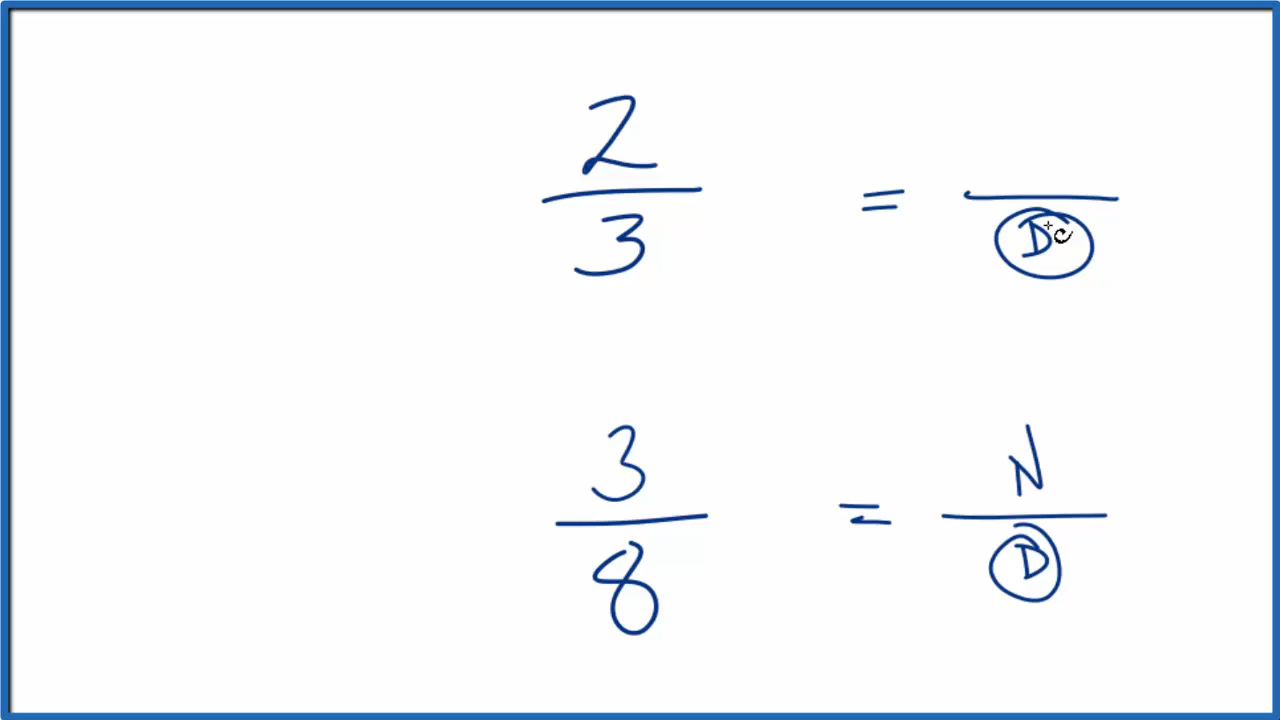 2
3 = D
3 = N
8 D